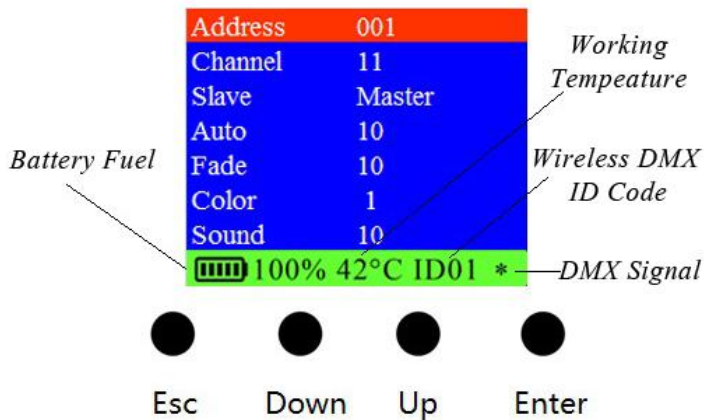 Address 001
Channel 11
Slave Master
Auto 10
Fade 10
Color 1
Sound 10
100% 42°C ID01 *
Working
Tempeature
Battery Fuel
Wireless DMX
ID Code
DMX Signal
Esc Down Up Enter